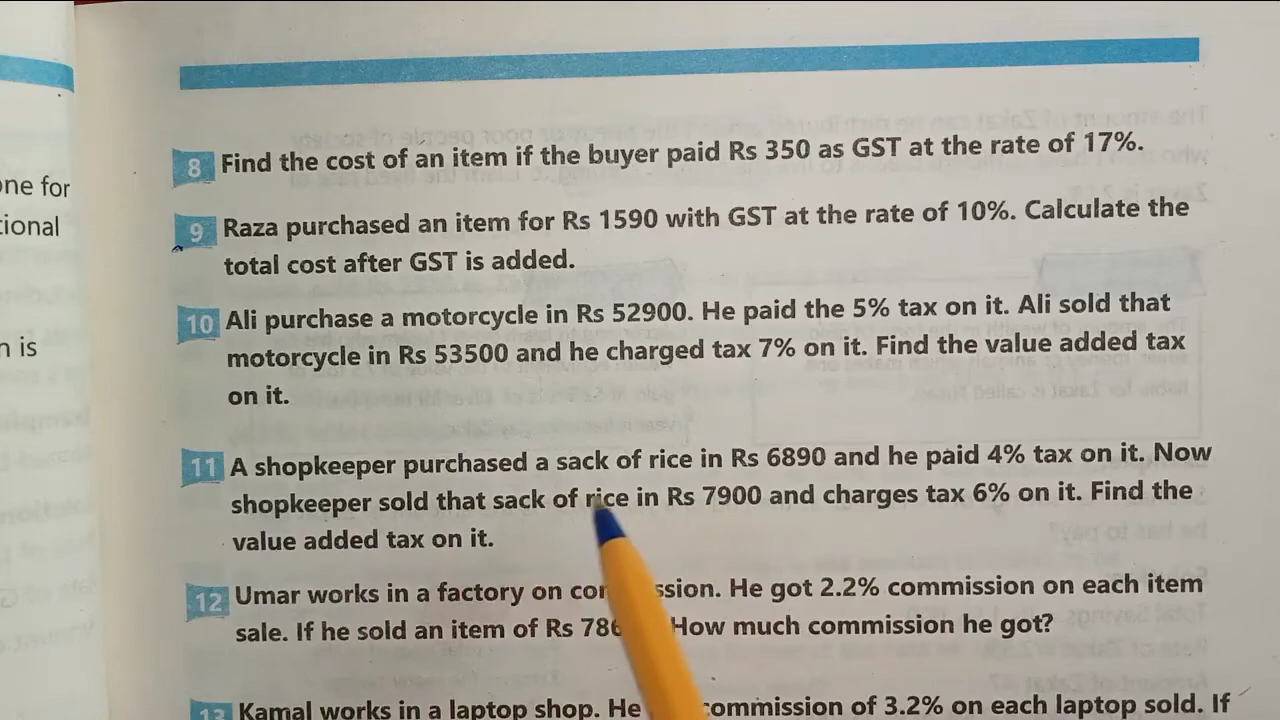 8 Find the cost of an item if the buyer paid Rs 350 as GST at the rate of 17%.
9 Raza purchased an item for Rs 1590 with GST at the rate of 10%. Calculate the
total cost after GST is added.
10 Ali purchase a motorcycle in Rs 52900. He paid the 5% tax on it. Ali sold that
motorcycle in Rs 53500 and he charged tax 7% on it. Find the value added tax
on it.
11 A shopkeeper purchased a sack of rice in Rs 6890 and he paid 4% tax on it. Now
shopkeeper sold that sack of rice in Rs 7900 and charges tax 6% on it. Find the
value added tax on it.
12 Umar works in a factory on He got 2.2% commission on each item
sale. If he sold an item of Rs How much commission he got?
13 Kamal works in a laptop shop. He commission of 3.2% on each laptop sold. If
for
tional
is